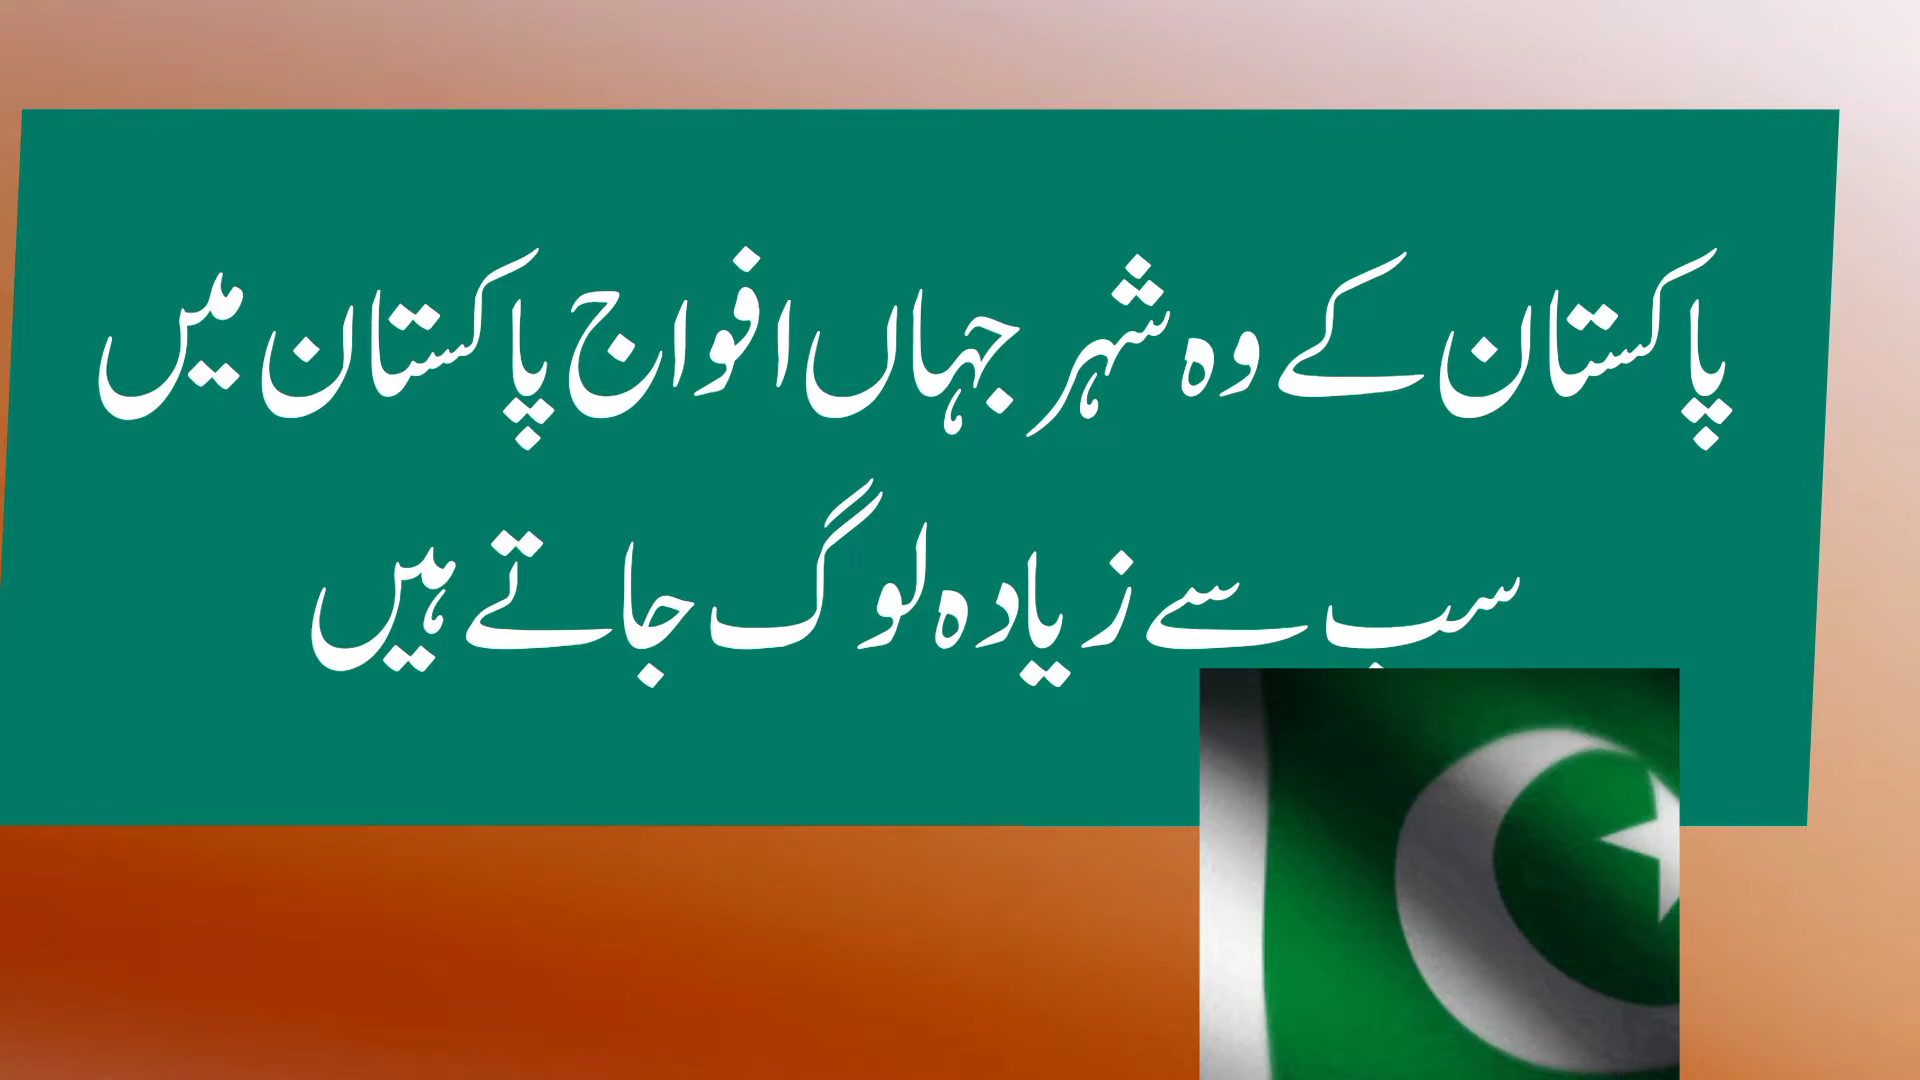 پاکستان کے وہ شہر جہاں افواج پاکستان میں
سب سے زیادہ لوگ جاتے ہیں